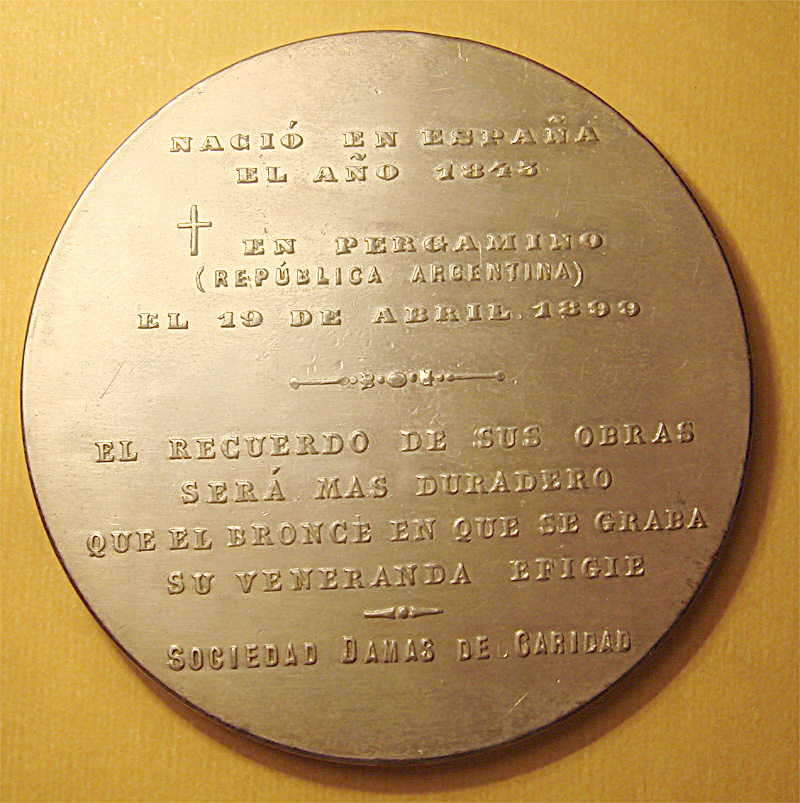 NACIÓ EN ESPAÑA
EL AÑO 1843
EN PERGAMINO
(REPÚBLICA ARGENTINA)
EL 19 DE ABRIL. 1899
EL RECUERDO DE SUS OBRAS
SERÁ MAS DURADERO
QUE EL BRONCE EN QUE SE GRABA
SU VENERANDA EFIGIE
SOCIEDAD DAMAS DE CARIDAD